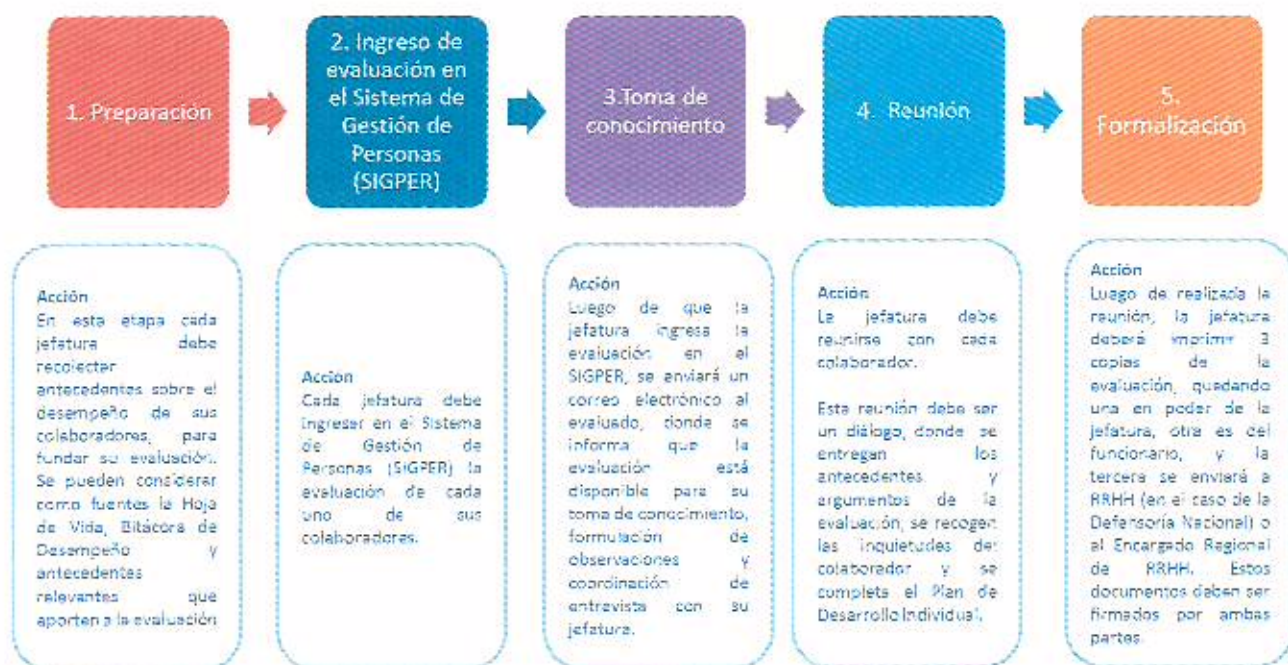 1. Preparación
2. Ingreso de
evaluación en
el Sistema de
Gestión de
Personas
(SIGPER)
3.Toma de
conocimiento
4. Reunión
5.
Formalización
Acción
En esta etapa cada
jefatura debe
recolectar
antecedentes sobre el
desempeño de sus
colaboradores, para
fundar su evaluación.
Se pueden considerar
como fuentes la Hoja
de Vida, Bitácora de
Desempeño y
antecedentes
relevantes que
aporten a la evaluación
Acción
Cada jefatura debe
ingresar en el Sistema
de Gestión de
Personas (SIGPER) la
evaluación de cada
uno de sus
colaboradores.
Acción
Luego de que la
jefatura ingresa la
evaluación en el
SIGPER, se enviará un
correo electrónico al
evaluado, donde se
informa que la
evaluación está
disponible para su
toma de conocimiento,
formulación de
observaciones y
coordinación de
entrevista con su
jefatura.
Acción
La jefatura debe
reunirse con cada
colaborador.
Esta reunión debe ser
un diálogo, donde se
entregan los
antecedentes y
argumentos de la
evaluación, se recogen
las inquietudes del
colaborador y se
completa el Plan de
Desarrollo Individual.
Acción
Luego de realizada la
reunión, la jefatura
deberá imprimir 3
copias de la
evaluación, quedando
una en poder de la
jefatura, otra es del
funcionario, y la
tercera se enviará a
RRHH (en el caso de la
Defensoría Nacional) o
al Encargado Regional
de RRHH. Estos
documentos deben ser
firmados por ambas
partes.